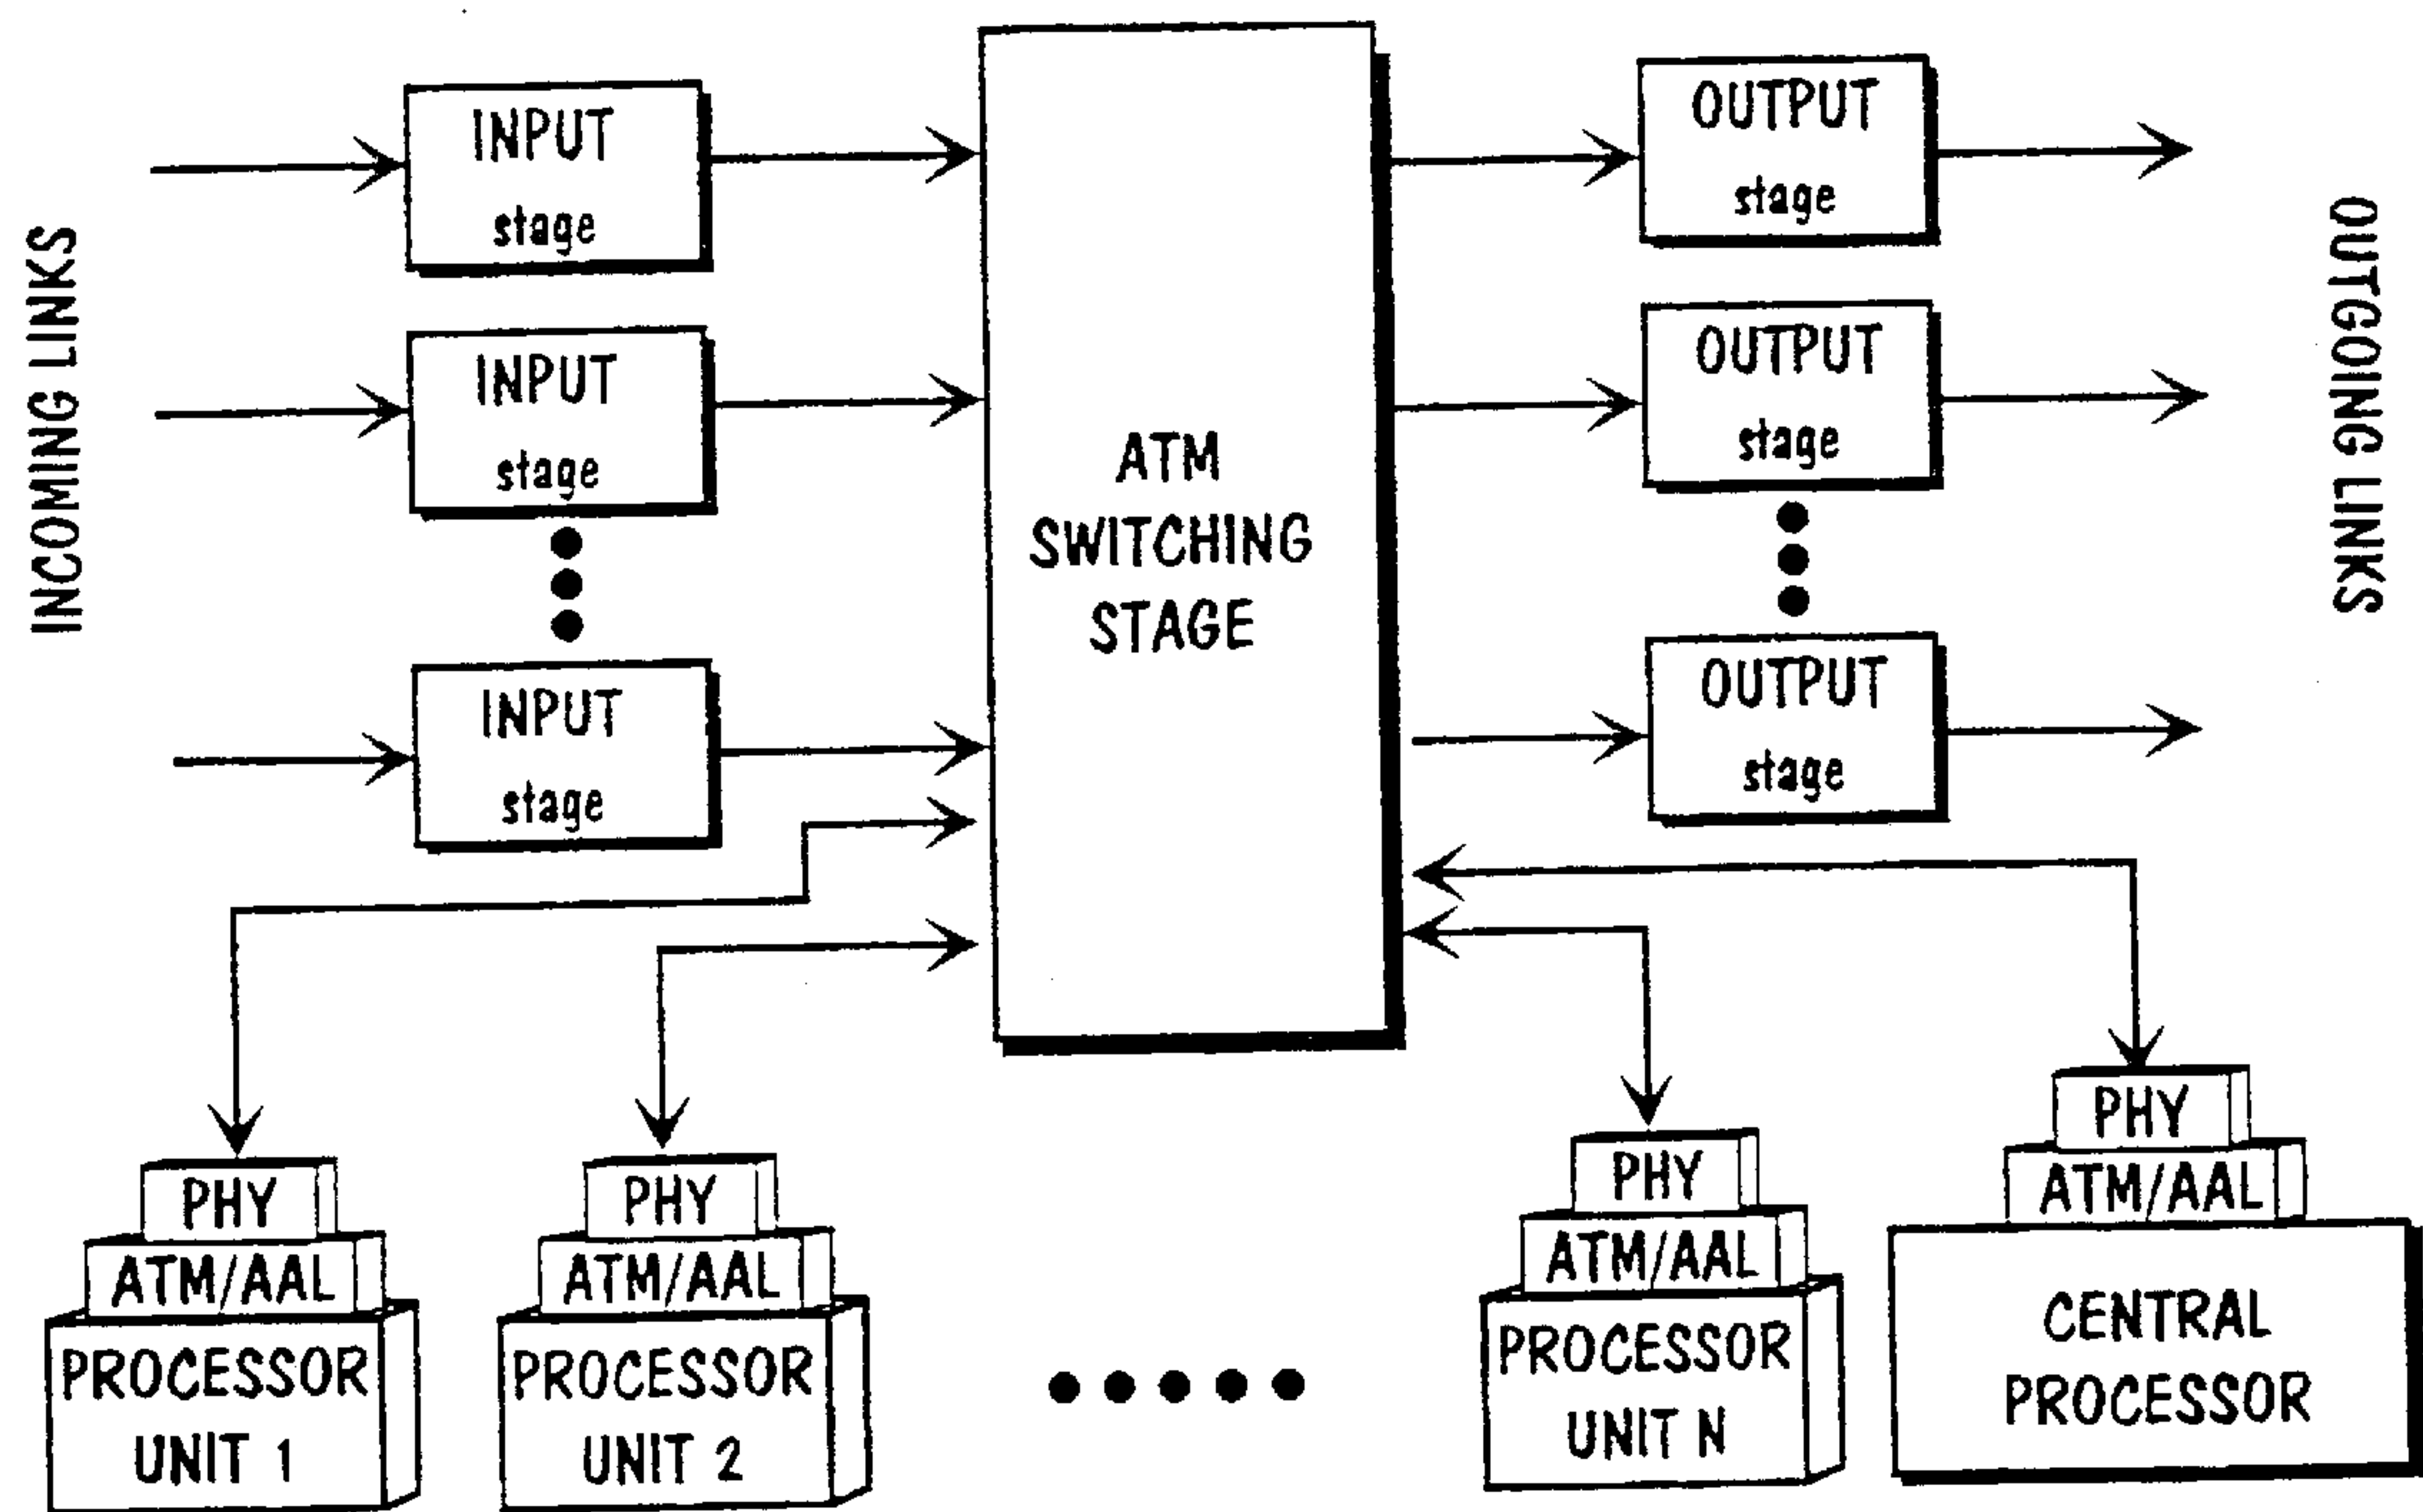 INCOMING LINKS
INPUT
stage
INPUT
stage
INPUT
stage
ATM
SWITCHING
STAGE
OUTPUT
stage
OUTPUT
stage
OUTPUT
stage
OUTGOING LINKS
PHY
ATM/AAL
PROCESSOR
UNIT 1
PHY
ATM/AAL
PROCESSOR
UNIT 2
PHY
ATM/AAL
PROCESSOR
UNIT N
PHY
ATM/AAL
CENTRAL
PROCESSOR